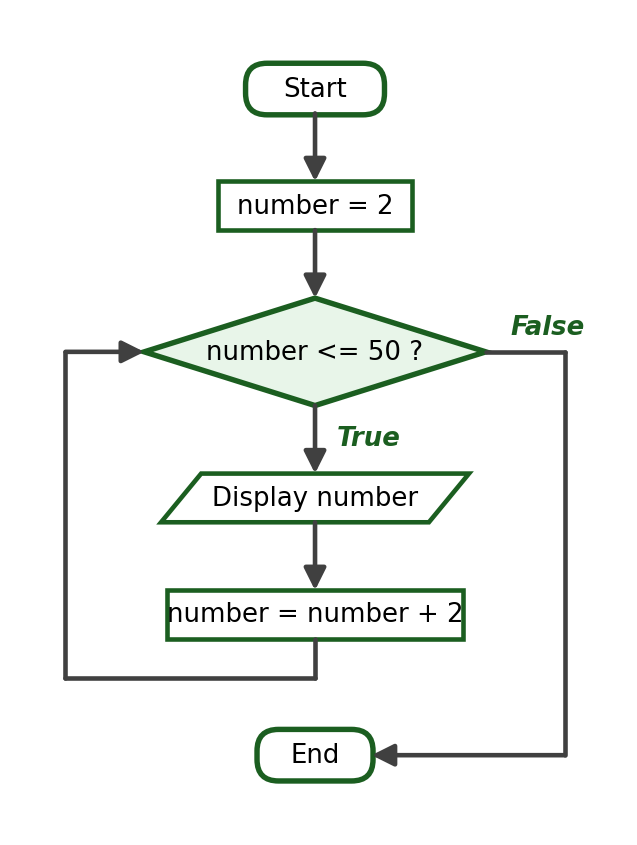 Start
number = 2
False
number <= 50 ?
True
Display number
number = number + 2
End